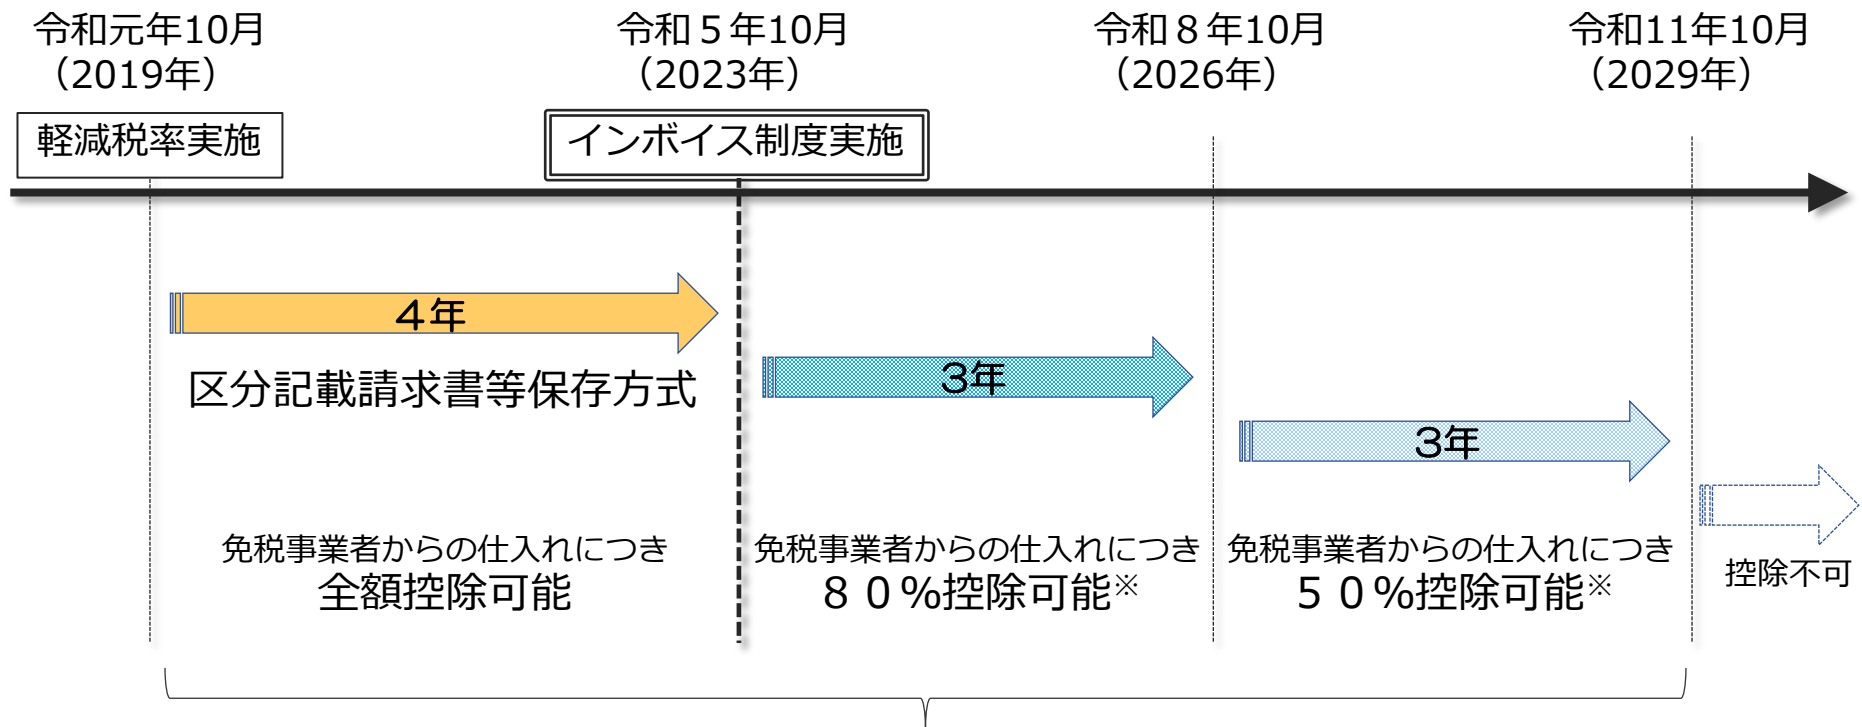 令和元年10月
（2019年）
令和５年10月
（2023年）
令和８年10月
（2026年）
令和11年10月
（2029年）
軽減税率実施
インボイス制度実施
４年
区分記載請求書等保存方式
３年
３年
免税事業者からの仕入れにつき
全額控除可能
免税事業者からの仕入れにつき
８０%控除可能※
免税事業者からの仕入れにつき
５０%控除可能※
控除不可